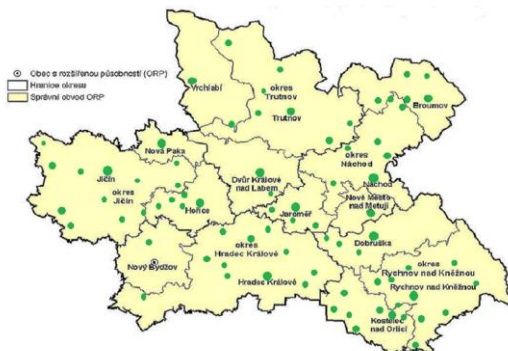 Obec s rozšířenou působností (ORP)
Hranice okresu
Správní obvod ORP
Vrchlabí
okres
Trutnov
Trutnov
Broumov
Nová Paka
okres
Náchod
Jičín
Dvůr Králové
nad Labem
Náchod
okres
Jičín
Hořice
Jaroměř
Nové Město
nad Metují
Dobruška
okres
Hradec Králové
Nový Bydžov
okres
Rychnov nad Kněžnou
Hradec Králové
Rychnov nad Kněžnou
Kostelec
nad Orlicí